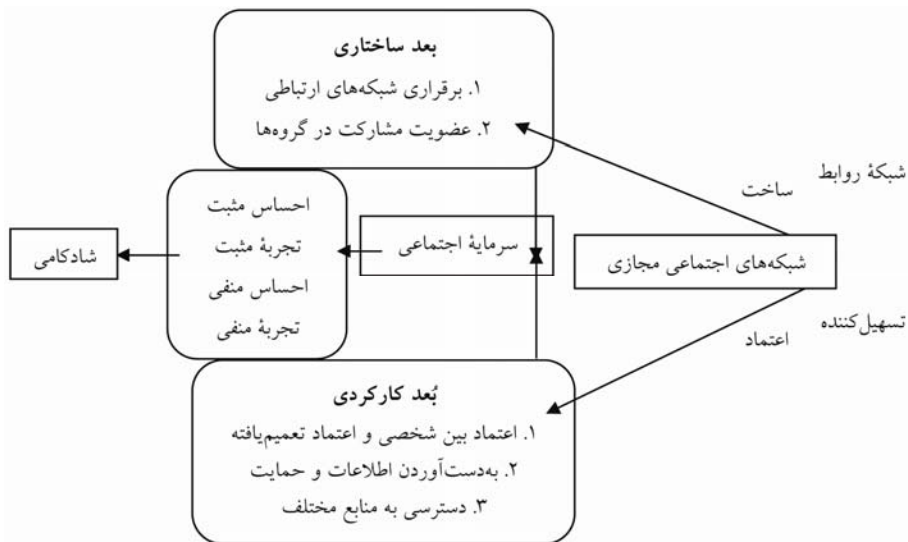 بعد ساختاری
۱. برقراری شبکه‌های ارتباطی
۲. عضویت مشارکت در گروه‌ها
شبکهٔ روابط
ساخت
شبکه‌های اجتماعی مجازی
تسهیل‌کننده
اعتماد
سرمایهٔ اجتماعی
احساس مثبت
تجربهٔ مثبت
احساس منفی
تجربهٔ منفی
شادکامی
بُعد کارکردی
۱. اعتماد بین شخصی و اعتماد تعمیم‌یافته
۲. به‌دست‌آوردن اطلاعات و حمایت
۳. دسترسی به منابع مختلف